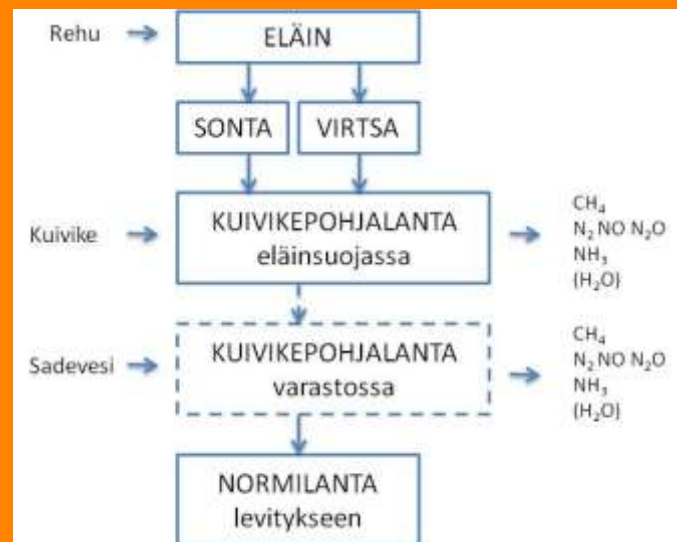 Rehu
ELÄIN
SONTA
VIRTSA
Kuivike
KUIVIKEPOHJALANTA
eläinsuojassa
CH₄
N₂ NO N₂O
NH₃
(H₂O)
Sadevesi
KUIVIKEPOHJALANTA
varastossa
CH₄
N₂ NO N₂O
NH₃
(H₂O)
NORMILANTA
levitykseen